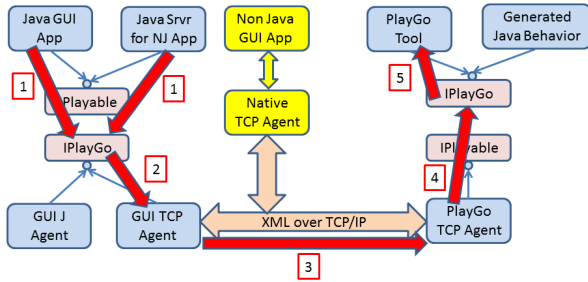 Java GUI
App
Java Srvr
for NJ App
Non Java
GUI App
PlayGo
Tool
Generated
Java Behavior
1
1
5
Playable
IPlayGo
Native
TCP Agent
IPlayGo
2
IPlayable
4
GUI J
Agent
GUI TCP
Agent
XML over TCP/IP
PlayGo
TCP Agent
3